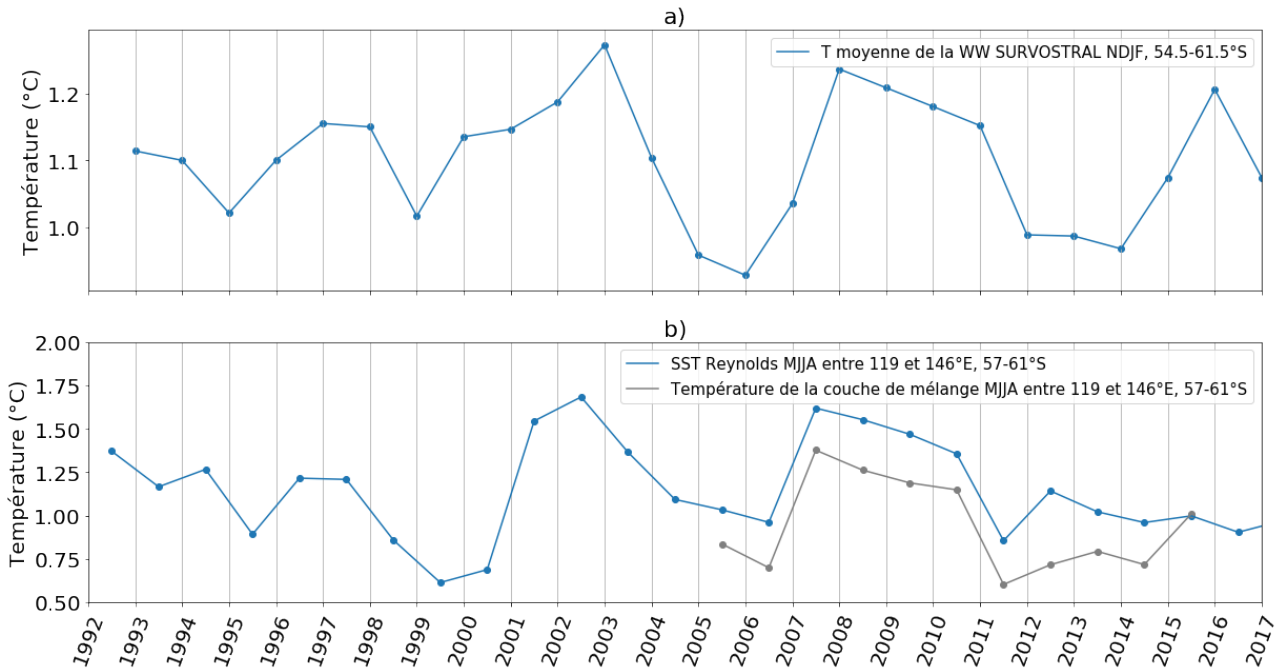 a)
T moyenne de la WW SURVOSTRAL NDJF, 54.5-61.5°S
Température (°C)
1.2
1.1
1.0
b)
SST Reynolds MJJA entre 119 et 146°E, 57-61°S
Température de la couche de mélange MJJA entre 119 et 146°E, 57-61°S
Température (°C)
2.00
1.75
1.50
1.25
1.00
0.75
0.50
1992 1993 1994 1995 1996 1997 1998 1999 2000 2001 2002 2003 2004 2005 2006 2007 2008 2009 2010 2011 2012 2013 2014 2015 2016 2017